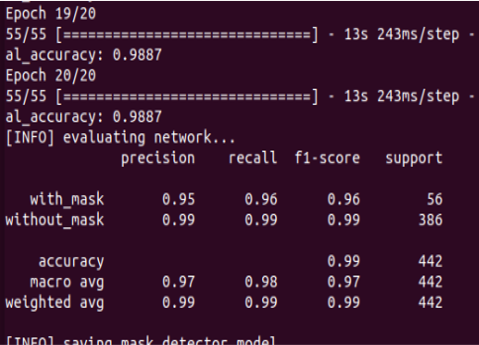 Epoch 19/20
55/55 [==============================] - 13s 243ms/step -
al_accuracy: 0.9887
Epoch 20/20
55/55 [==============================] - 13s 243ms/step -
al_accuracy: 0.9887
[INFO] evaluating network...
precision recall f1-score support
with_mask 0.95 0.96 0.96 56
without_mask 0.99 0.99 0.99 386
accuracy 0.99 442
macro avg 0.97 0.98 0.97 442
weighted avg 0.99 0.99 0.99 442
[INFO] saving mask detector model